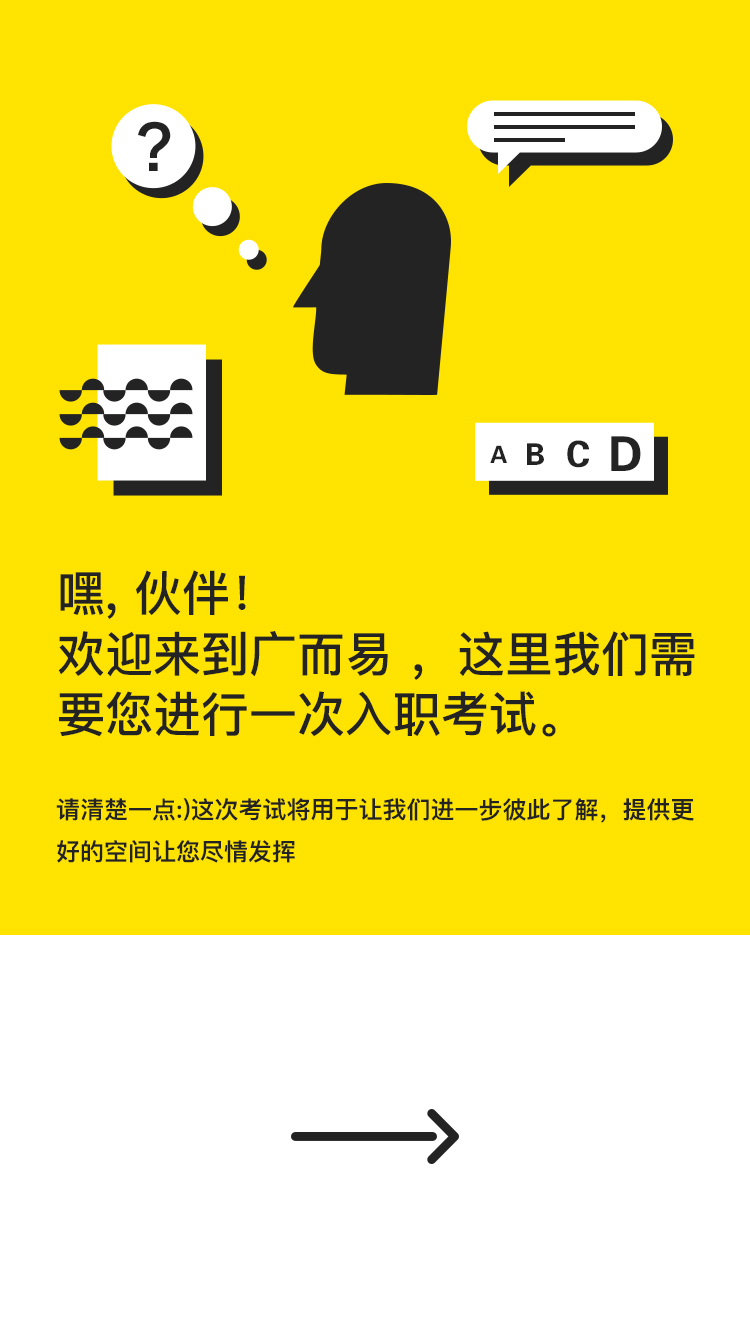 ?
A B C D
嘿, 伙伴!
欢迎来到广而易 ，这里我们需
要您进行一次入职考试。
请清楚一点:)这次考试将用于让我们进一步彼此了解，提供更
好的空间让您尽情发挥